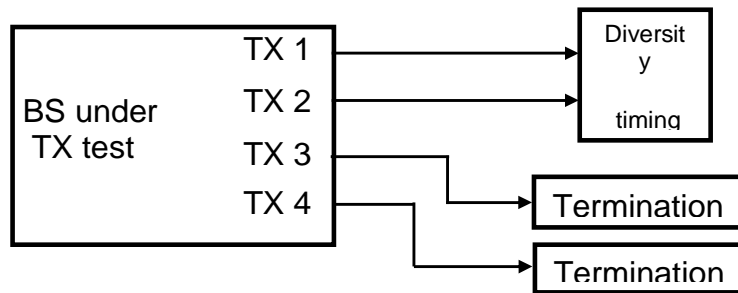 BS under
TX test
TX 1
TX 2
TX 3
TX 4
Diversit
y
timing
Termination
Termination